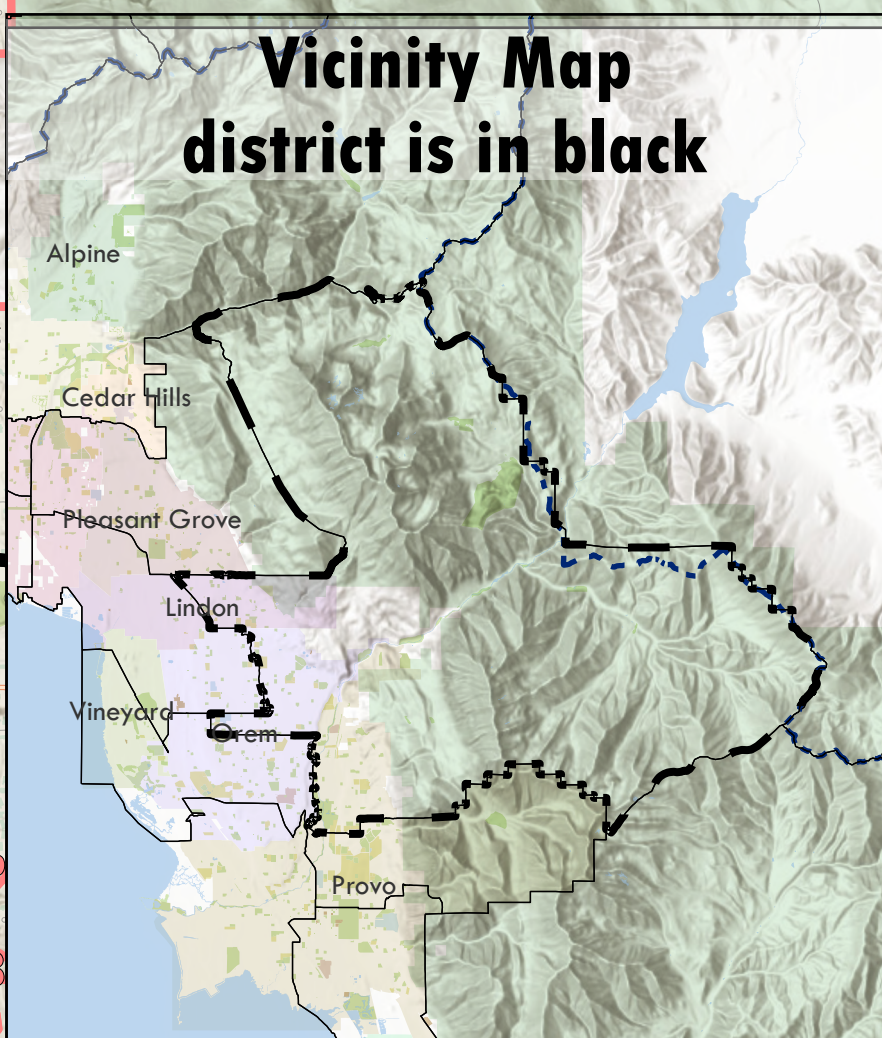 Vicinity Map
district is in black
Alpine
Cedar Hills
Pleasant Grove
Lindon
Vineyard
Orem
Provo